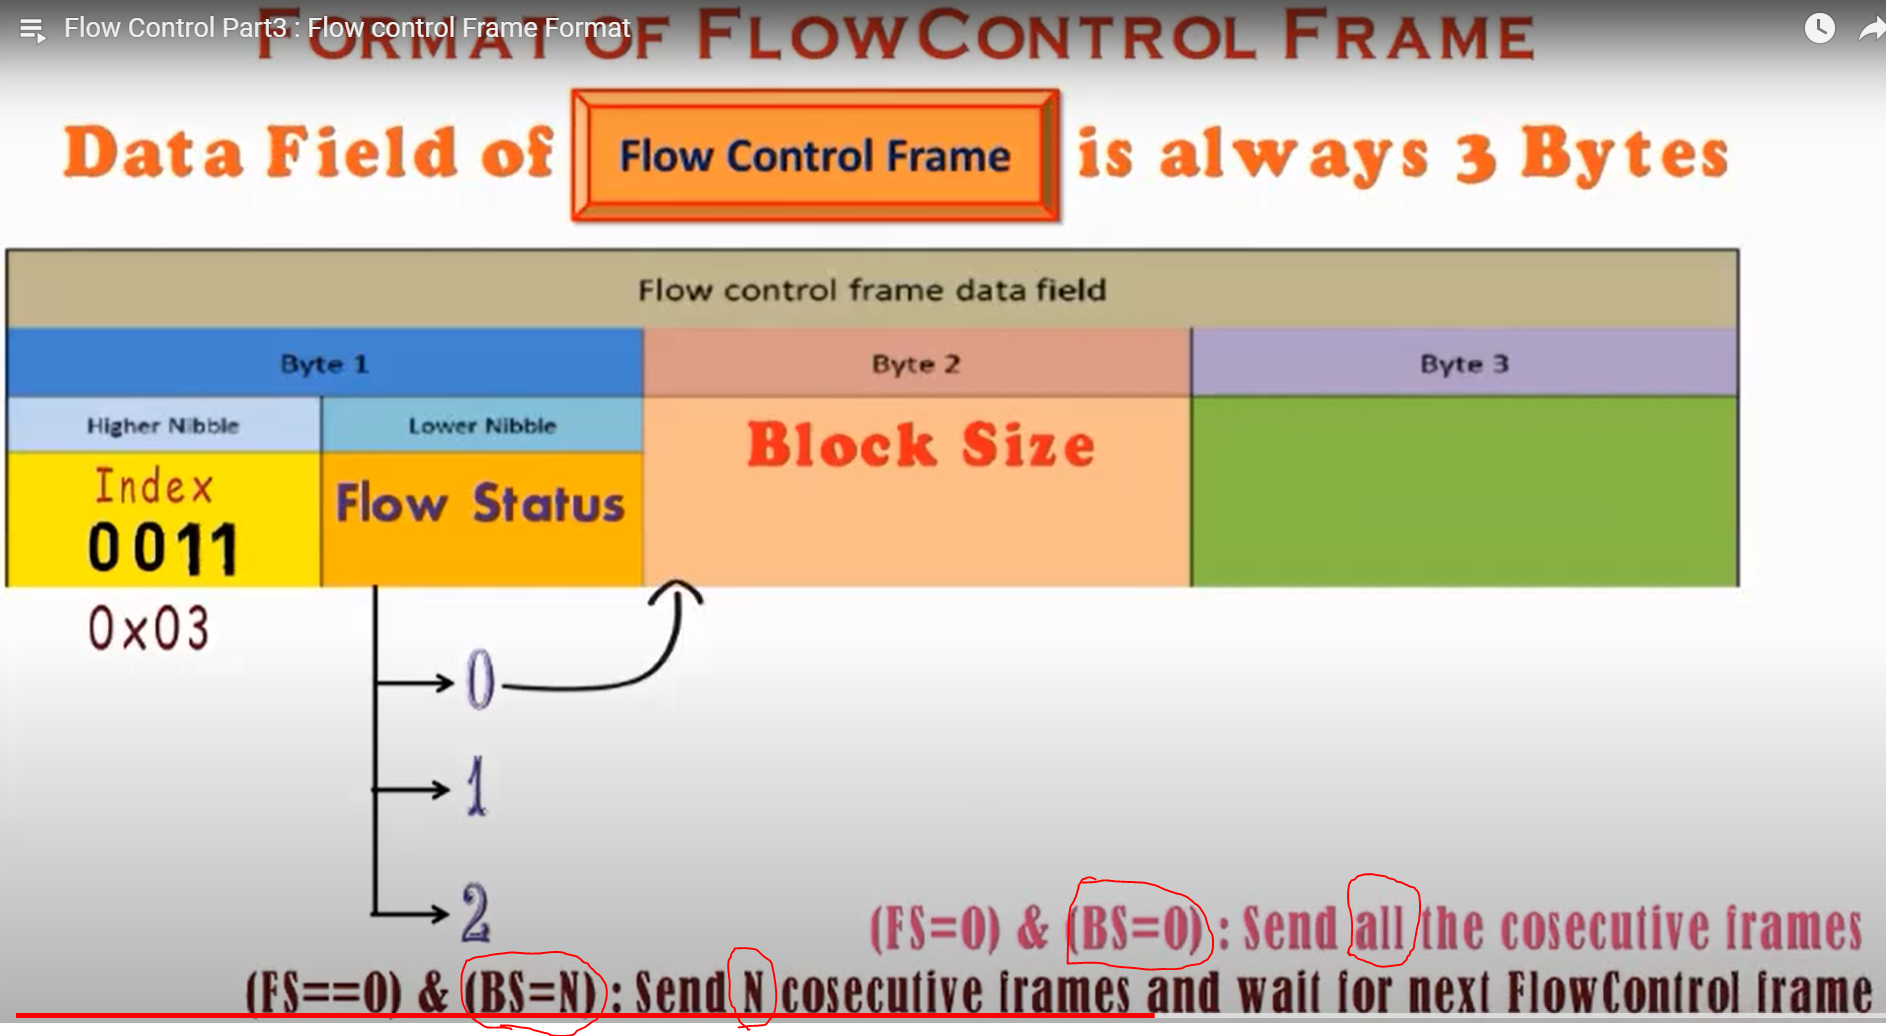 Flow Control Part3 : Flow control Frame Format
FORMAT OF FLOWCONTROL FRAME
Data Field of Flow Control Frame is always 3 Bytes
Flow control frame data field
Byte 1 Byte 2 Byte 3
Higher Nibble Lower Nibble
Block Size
Index Flow Status
0011
0x03
0
1
2
(FS=0) & (BS=0) : Send all the cosecutive frames
(FS==0) & (BS=N) : Send N cosecutive frames and wait for next FlowControl frame